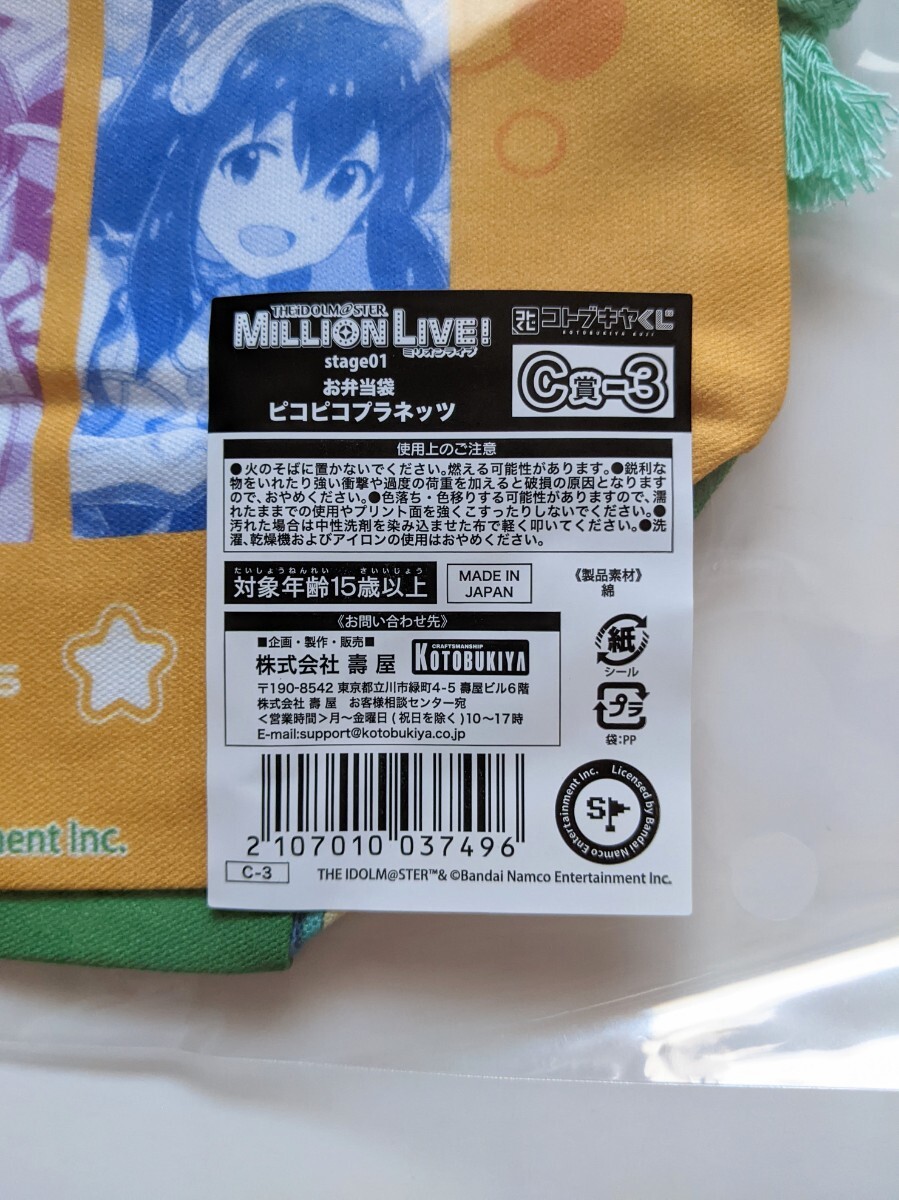 THE IDOLM@STER
MILLION LIVE!
ミリオンライブ
stage01
お弁当袋
ピコピコプラネッツ
コトブキヤくじ
KOTOBUKIYA KUJI
C賞-3
使用上のご注意
●火のそばに置かないでください。燃える可能性があります。●鋭利な
物をいれたり強い衝撃や過度の荷重を加えると破損の原因となります
ので、おやめください。●色落ち・色移りする可能性がありますので、濡
れたままでの使用やプリント面を強くこすったりしないでください。●
汚れた場合は中性洗剤を染み込ませた布で軽く叩いてください。●洗
濯、乾燥機およびアイロンの使用はおやめください。
たいしょうねんれい さいいじょう
対象年齢15歳以上
MADE IN
JAPAN
《製品素材》
綿
《お問い合わせ先》
■企画・製作・販売■
株式会社 壽屋
CRAFTSMANSHIP
KOTOBUKIYA
〒190-8542 東京都立川市緑町4-5 壽屋ビル6階
株式会社 壽屋 お客様相談センター宛
＜営業時間＞月～金曜日(祝日を除く)10～17時
E-mail:support@kotobukiya.co.jp
紙
シール
プラ
袋:PP
2 107010 037496
C-3
Licensed by Bandai Namco Entertainment Inc.
S
THE IDOLM@STER™& ©Bandai Namco Entertainment Inc.
s
ment Inc.